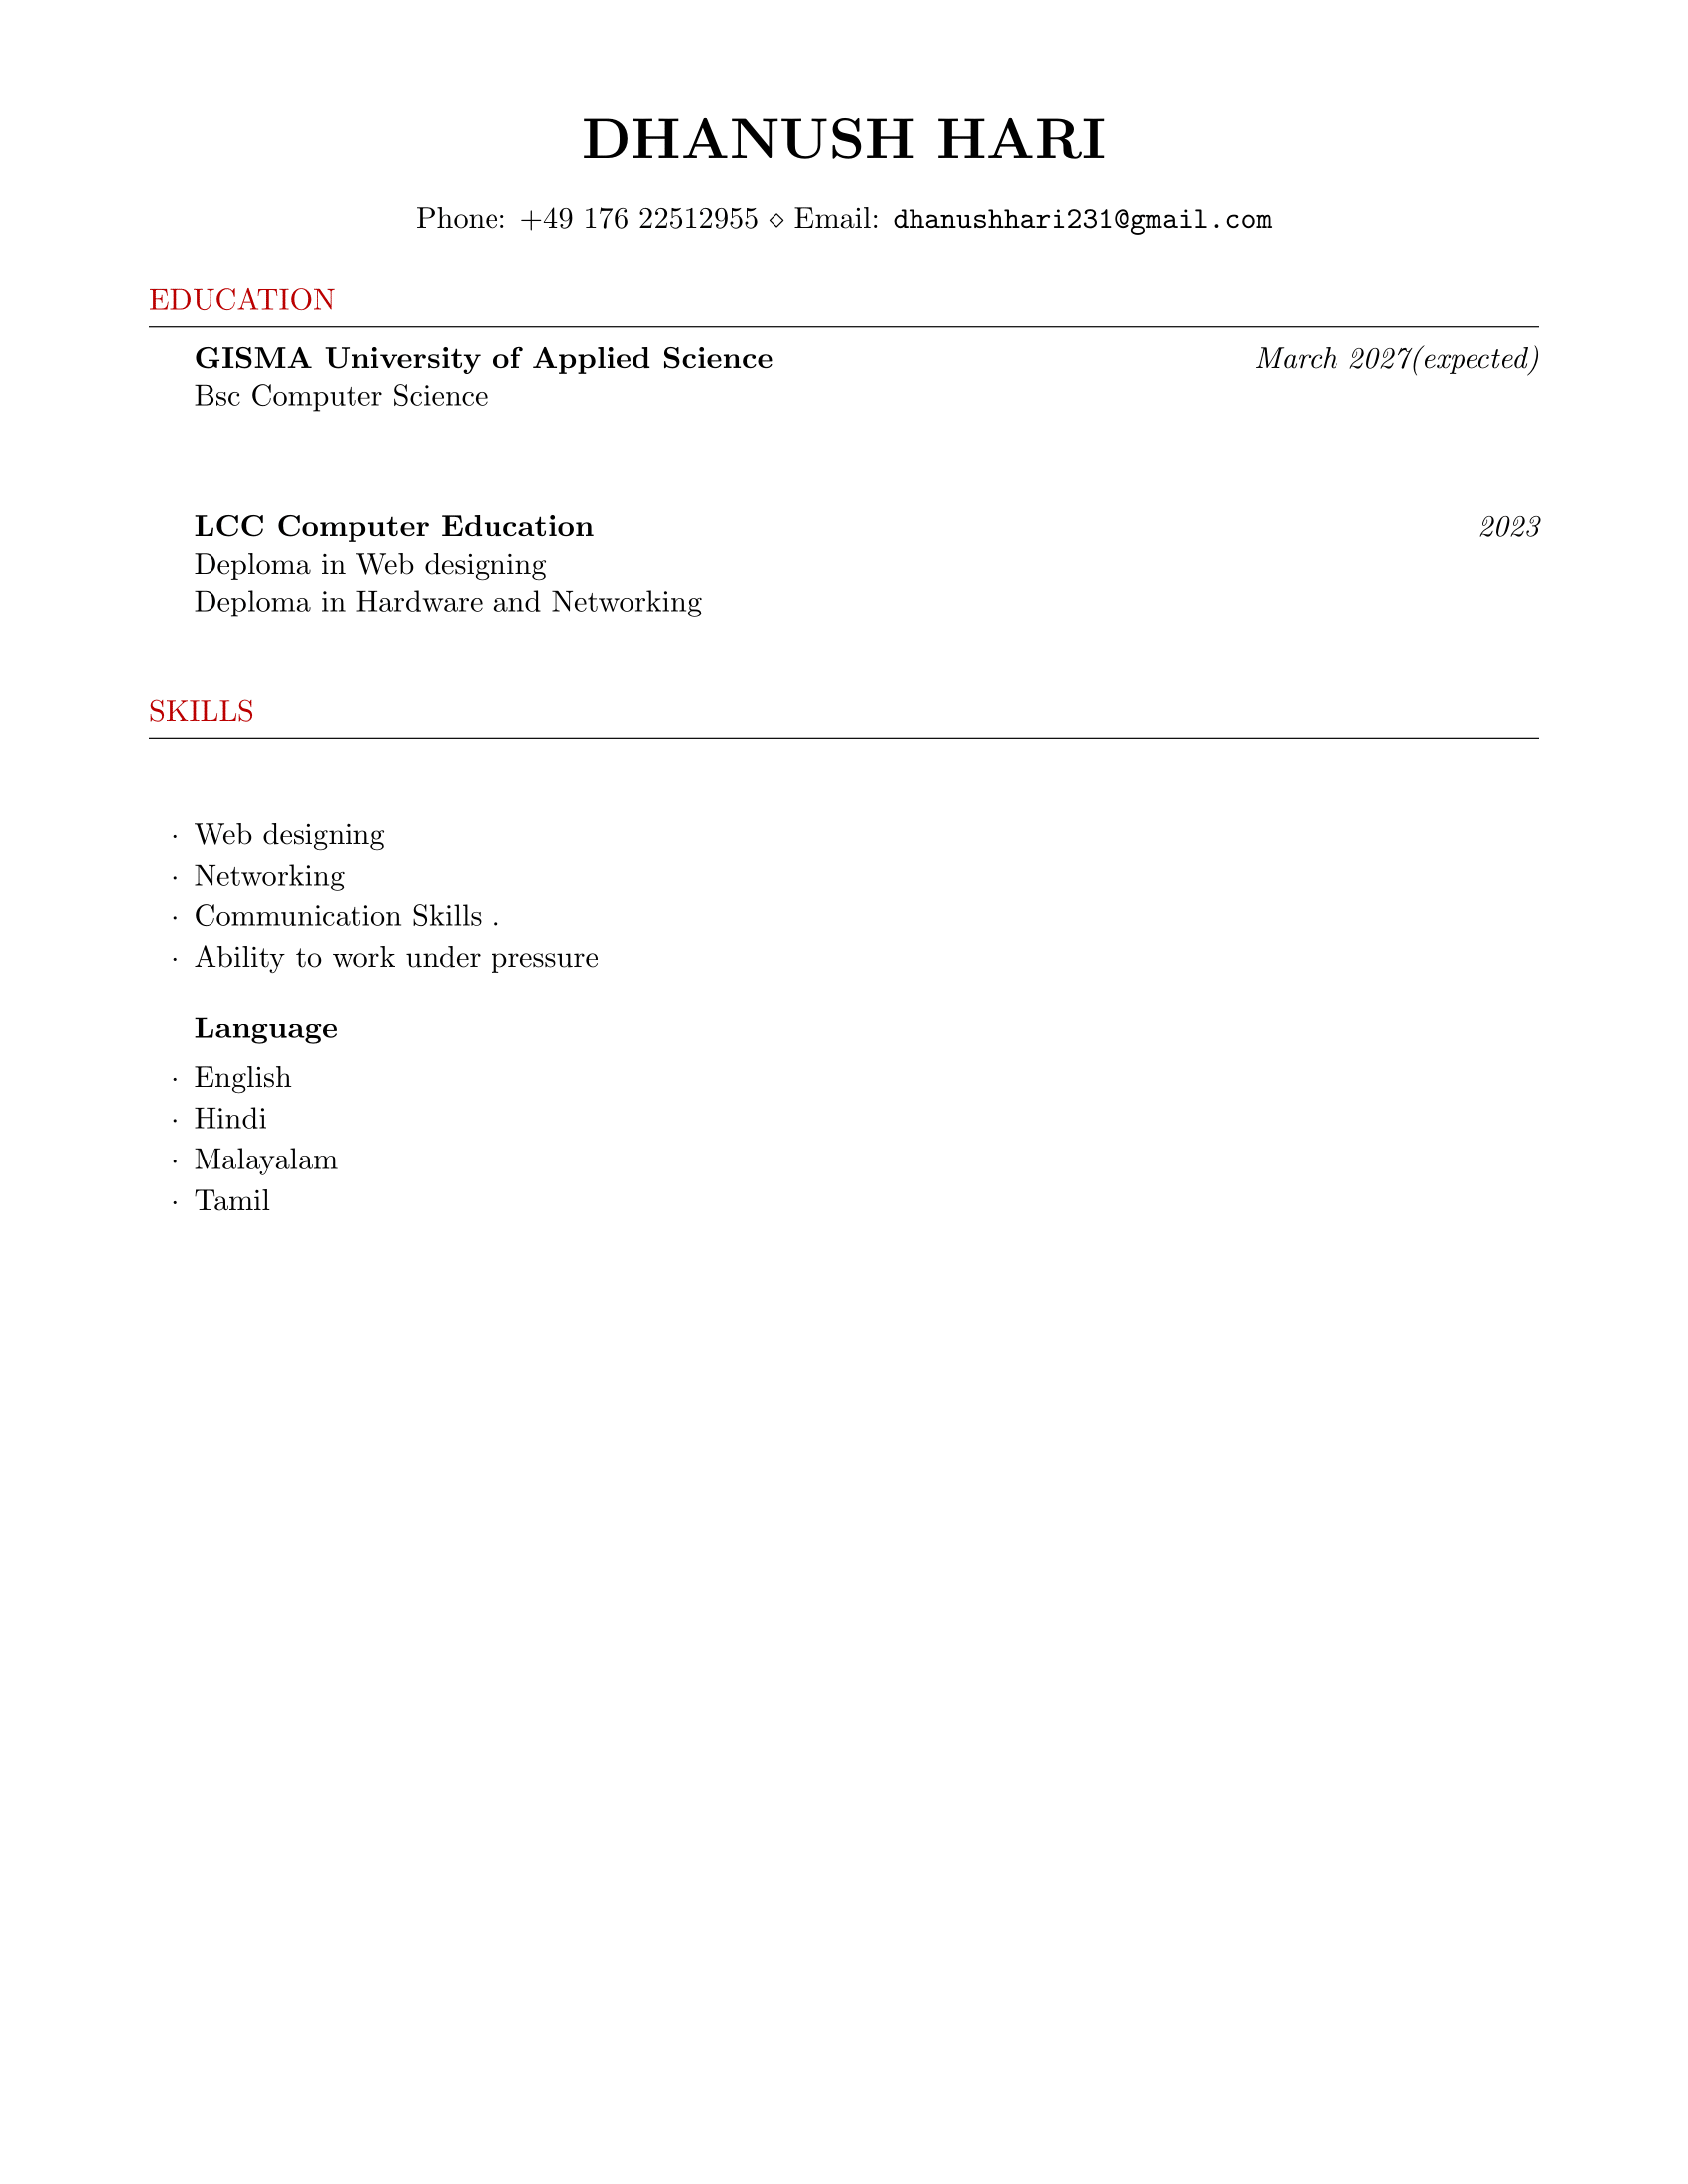 DHANUSH HARI
Phone: +49 176 22512955 ⋄ Email: dhanushhari231@gmail.com
EDUCATION
GISMA University of Applied Science March 2027(expected)
Bsc Computer Science
LCC Computer Education 2023
Deploma in Web designing
Deploma in Hardware and Networking
SKILLS
· Web designing
· Networking
· Communication Skills .
· Ability to work under pressure
Language
· English
· Hindi
· Malayalam
· Tamil